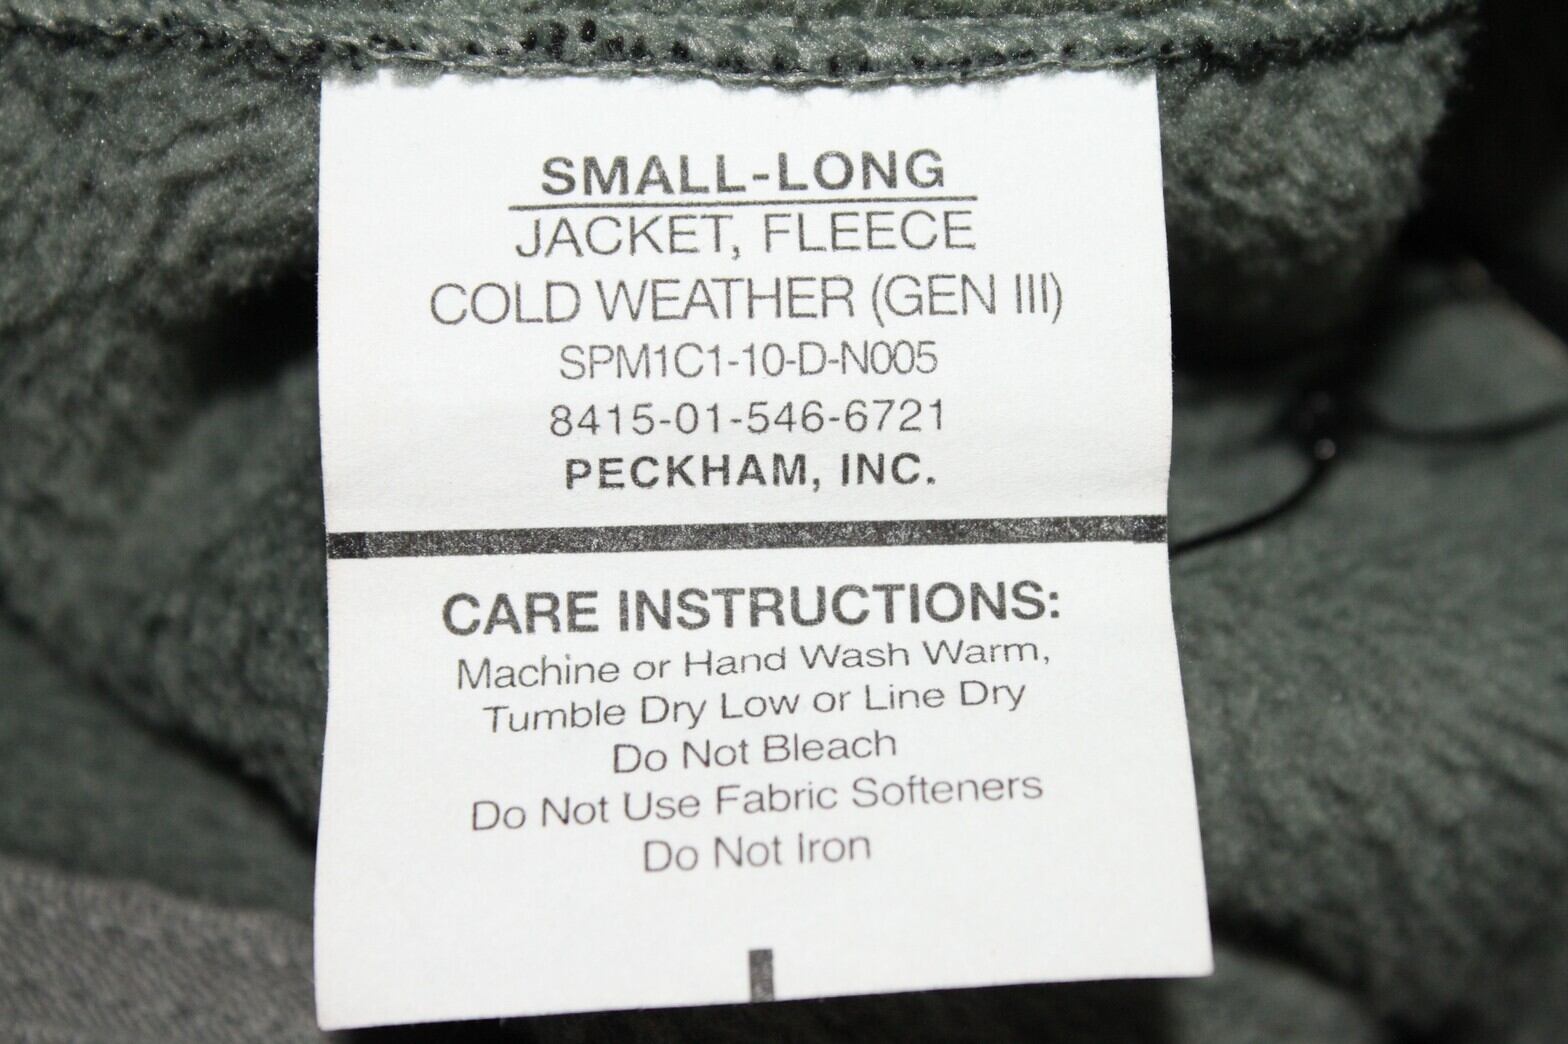 SMALL-LONG
JACKET, FLEECE
COLD WEATHER (GEN III)
SPM1C1-10-D-N005
8415-01-546-6721
PECKHAM, INC.
CARE INSTRUCTIONS:
Machine or Hand Wash Warm,
Tumble Dry Low or Line Dry
Do Not Bleach
Do Not Use Fabric Softeners
Do Not Iron